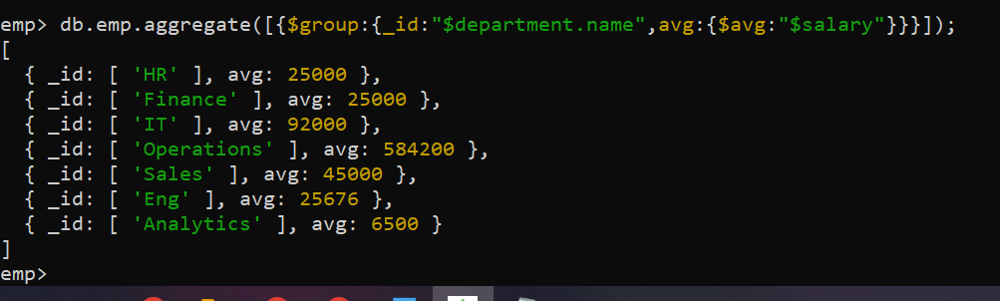 emp> db.emp.aggregate([{$group:{_id:"$department.name",avg:{$avg:"$salary"}}}]);
[
  { _id: [ 'HR' ], avg: 25000 },
  { _id: [ 'Finance' ], avg: 25000 },
  { _id: [ 'IT' ], avg: 92000 },
  { _id: [ 'Operations' ], avg: 584200 },
  { _id: [ 'Sales' ], avg: 45000 },
  { _id: [ 'Eng' ], avg: 25676 },
  { _id: [ 'Analytics' ], avg: 6500 }
]
emp>